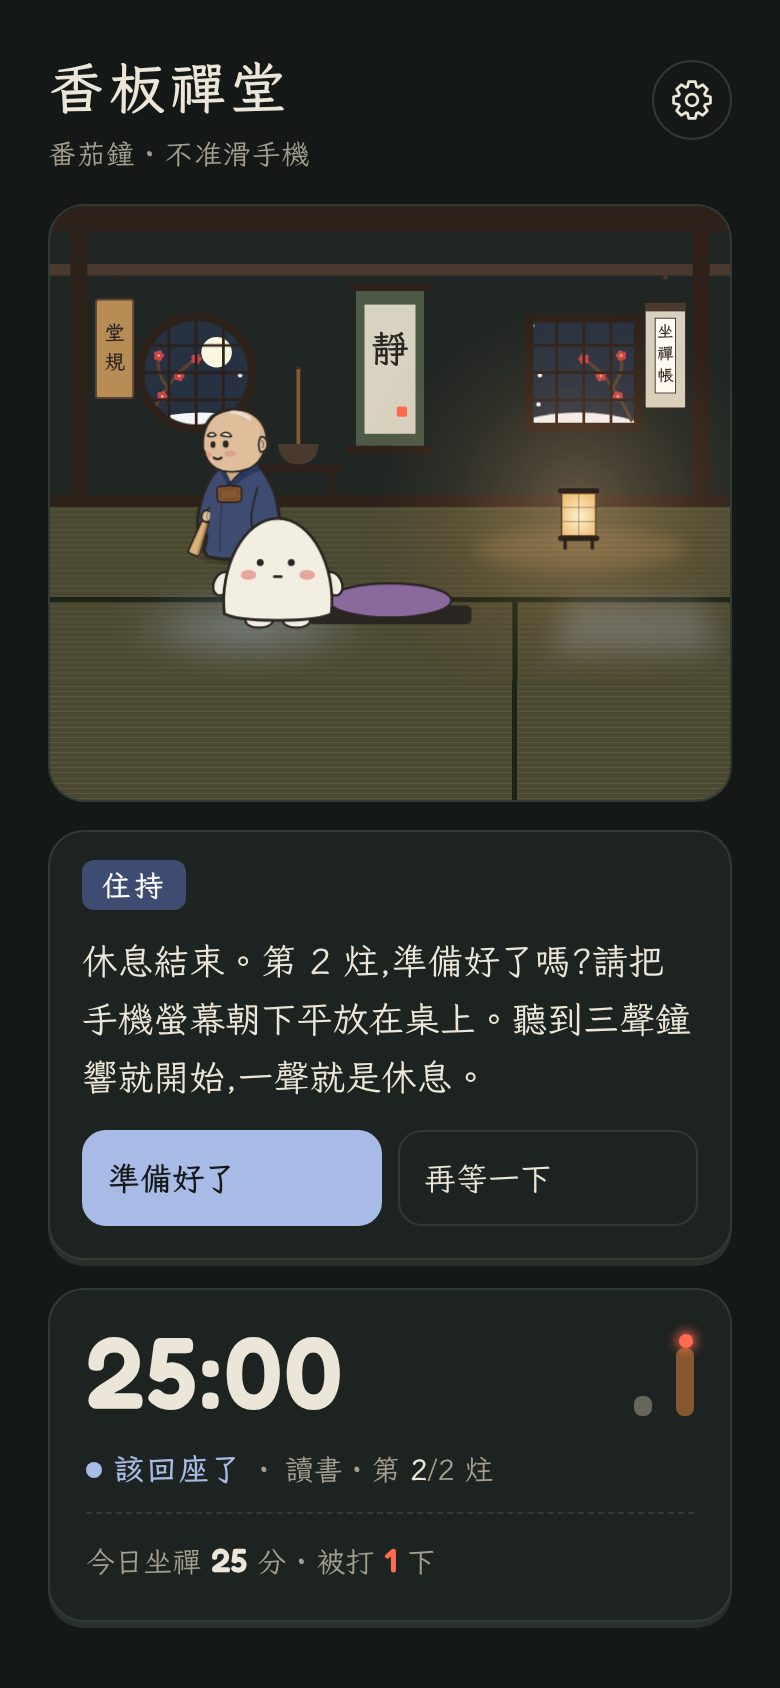 香板禪堂
番茄鐘・不准滑手機
堂規
靜
坐禪帳
住持
休息結束。第 2 炷,準備好了嗎?請把
手機螢幕朝下平放在桌上。聽到三聲鐘
響就開始,一聲就是休息。
準備好了
再等一下
25:00
該回座了 · 讀書・第 2/2 炷
今日坐禪 25 分・被打 1 下